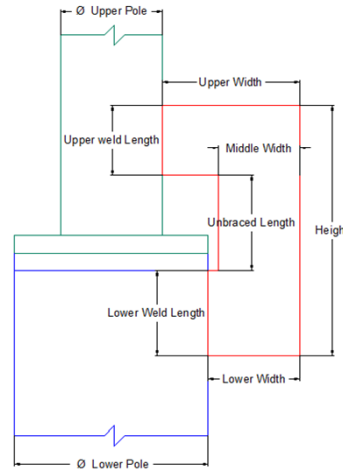 Ø Upper Pole
Upper Width
Upper weld Length
Middle Width
Unbraced Length
Heigh
Lower Weld Length
Lower Width
Ø Lower Pole